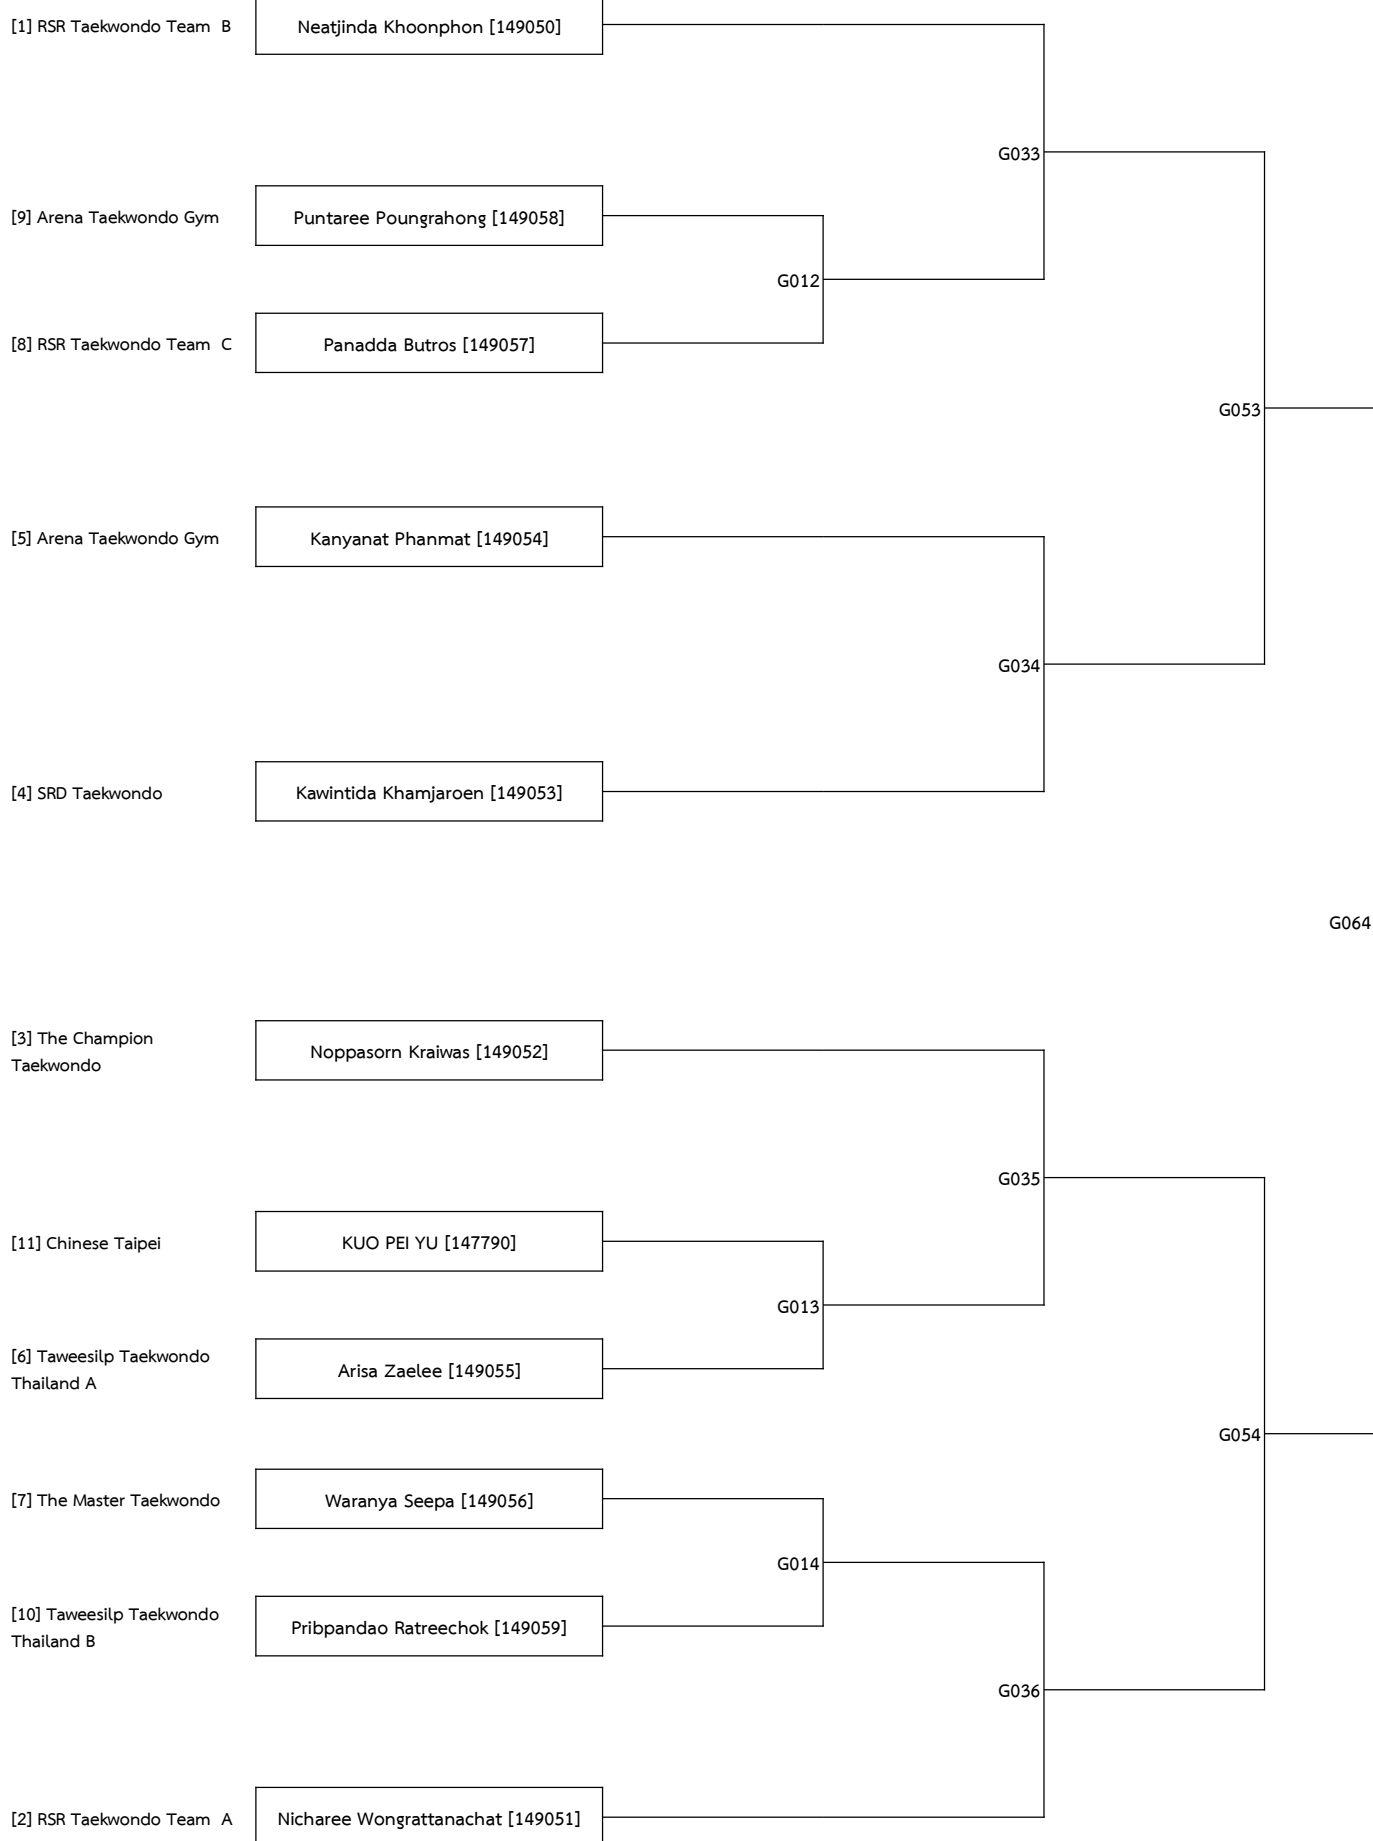 [1] RSR Taekwondo Team B
Neatjinda Khoonphon [149050]
G033
[9] Arena Taekwondo Gym
Puntaree Poungrahong [149058]
G012
[8] RSR Taekwondo Team C
Panadda Butros [149057]
G053
[5] Arena Taekwondo Gym
Kanyanat Phanmat [149054]
G034
[4] SRD Taekwondo
Kawintida Khamjaroen [149053]
G064
[3] The Champion
Taekwondo
Noppasorn Kraiwas [149052]
G035
[11] Chinese Taipei
KUO PEI YU [147790]
G013
[6] Taweesilp Taekwondo
Thailand A
Arisa Zaelee [149055]
G054
[7] The Master Taekwondo
Waranya Seepa [149056]
G014
[10] Taweesilp Taekwondo
Thailand B
Pribpandao Ratreechok [149059]
G036
[2] RSR Taekwondo Team A
Nicharee Wongrattanachat [149051]